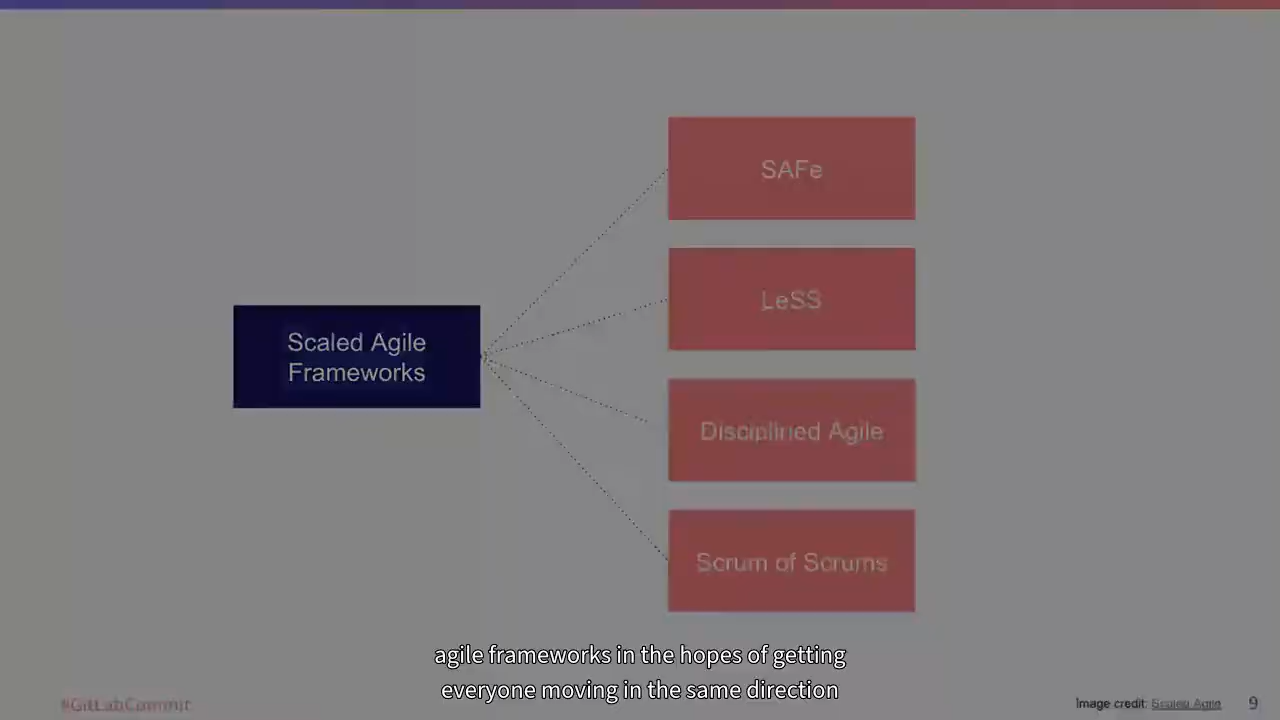 SAFe
LeSS
Scaled Agile
Frameworks
Disciplined Agile
Scrum of Scrums
agile frameworks in the hopes of getting
everyone moving in the same direction
#GitLabCommit
Image credit: Scaled Agile 9